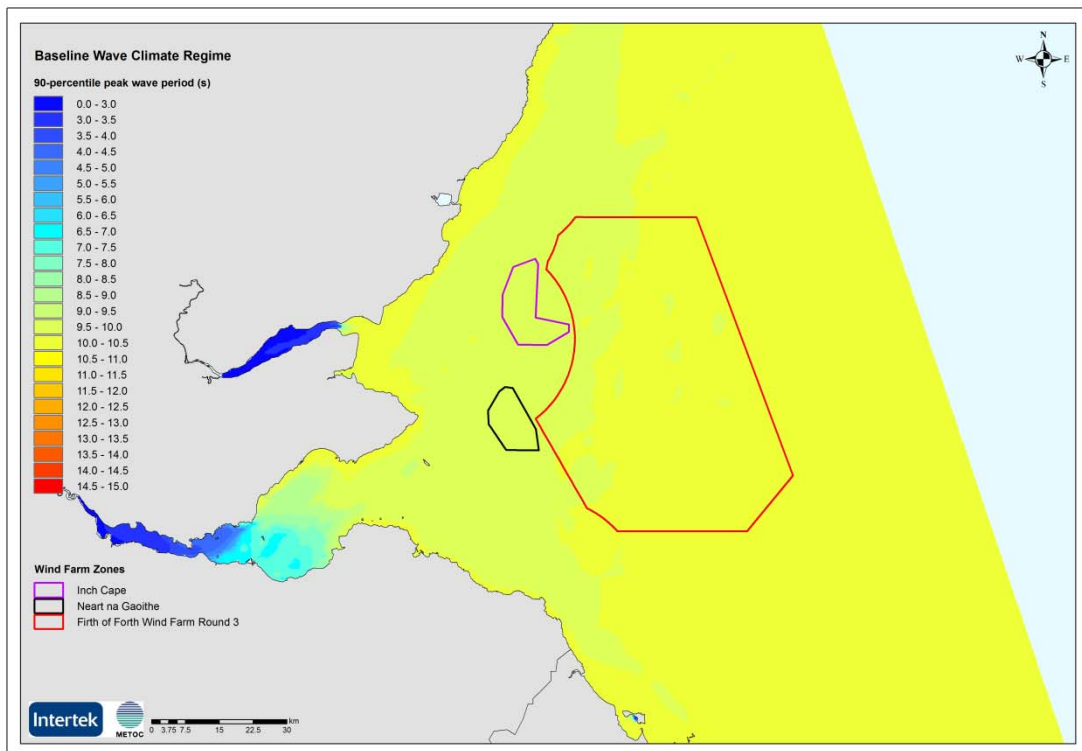 Baseline Wave Climate Regime
90-percentile peak wave period (s)
0.0 - 3.0
3.0 - 3.5
3.5 - 4.0
4.0 - 4.5
4.5 - 5.0
5.0 - 5.5
5.5 - 6.0
6.0 - 6.5
6.5 - 7.0
7.0 - 7.5
7.5 - 8.0
8.0 - 8.5
8.5 - 9.0
9.0 - 9.5
9.5 - 10.0
10.0 - 10.5
10.5 - 11.0
11.0 - 11.5
11.5 - 12.0
12.0 - 12.5
12.5 - 13.0
13.0 - 13.5
13.5 - 14.0
14.0 - 14.5
14.5 - 15.0
Wind Farm Zones
Inch Cape
Neart na Gaoithe
Firth of Forth Wind Farm Round 3
Intertek
METOC
km
0 3.75 7.5 15 22.5 30
N
W E
S